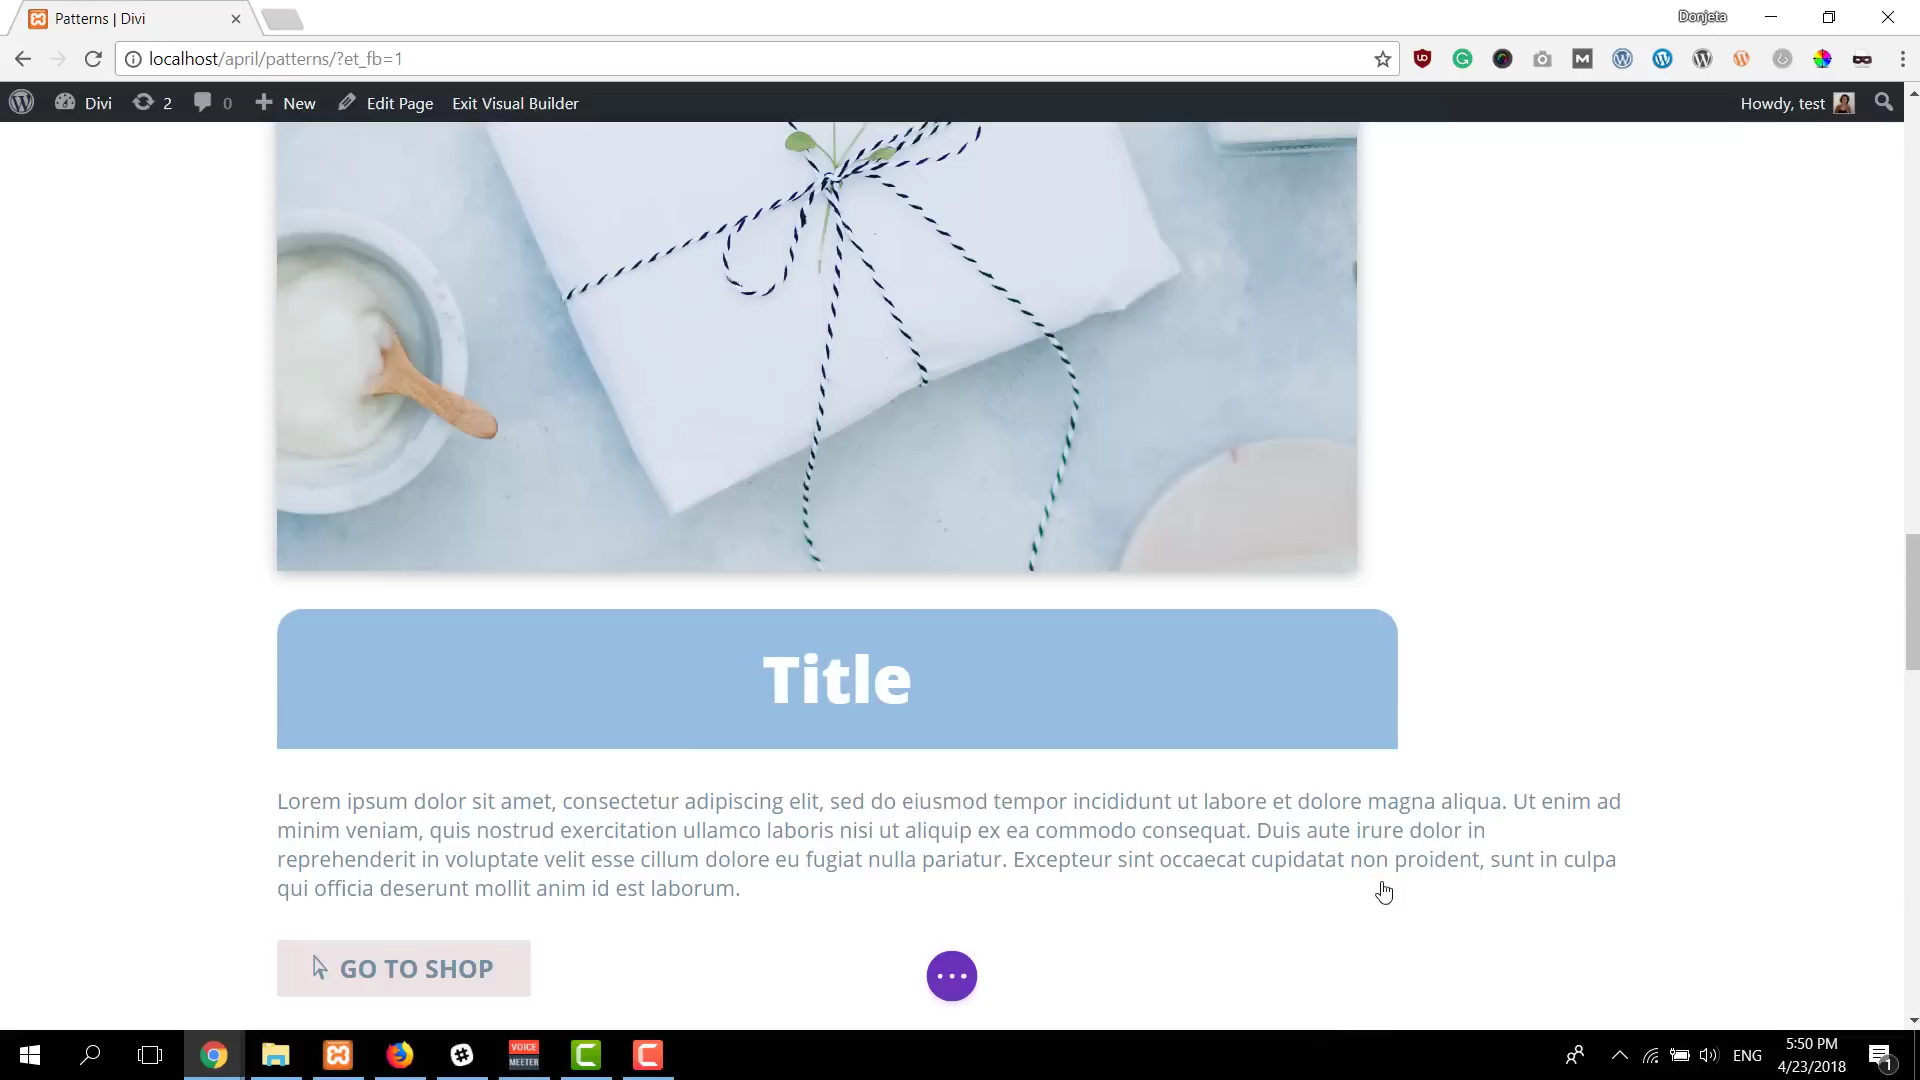 Patterns | Divi
Donjeta
localhost/april/patterns/?et_fb=1
Divi 2 0 New Edit Page Exit Visual Builder Howdy, test
Title
Lorem ipsum dolor sit amet, consectetur adipiscing elit, sed do eiusmod tempor incididunt ut labore et dolore magna aliqua. Ut enim ad
minim veniam, quis nostrud exercitation ullamco laboris nisi ut aliquip ex ea commodo consequat. Duis aute irure dolor in
reprehenderit in voluptate velit esse cillum dolore eu fugiat nulla pariatur. Excepteur sint occaecat cupidatat non proident, sunt in culpa
qui officia deserunt mollit anim id est laborum.
GO TO SHOP
VOICE
MEETER
ENG
5:50 PM
4/23/2018
1